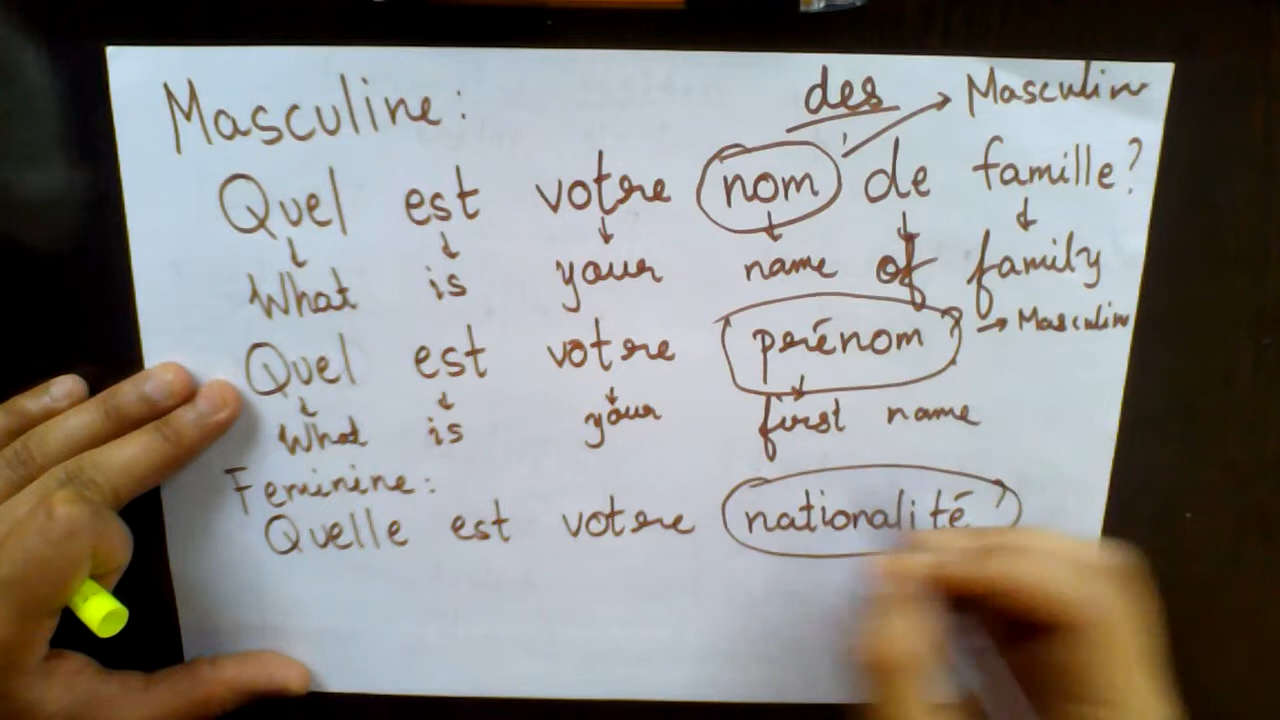 Masculine:
des
Masculin
Quel est votre nom de famille?
What is your name of family
Quel est votre prénom?
Masculin
What is your first name
Feminine:
Quelle est votre nationalité